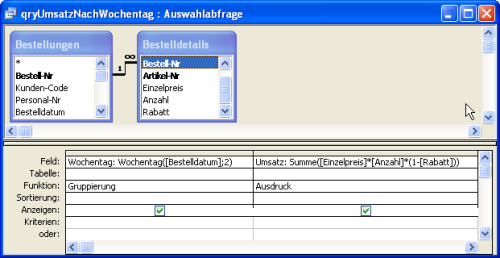 qryUmsatzNachWochentag : Auswahlabfrage
Bestellungen
*
Bestell-Nr
Kunden-Code
Personal-Nr
Bestelldatum
1
∞
Bestelldetails
Bestell-Nr
Artikel-Nr
Einzelpreis
Anzahl
Rabatt
Feld: Wochentag: Wochentag([Bestelldatum];2) Umsatz: Summe([Einzelpreis]*[Anzahl]*(1-[Rabatt]))
Tabelle:
Funktion: Gruppierung Ausdruck
Sortierung:
Anzeigen:
Kriterien:
oder: